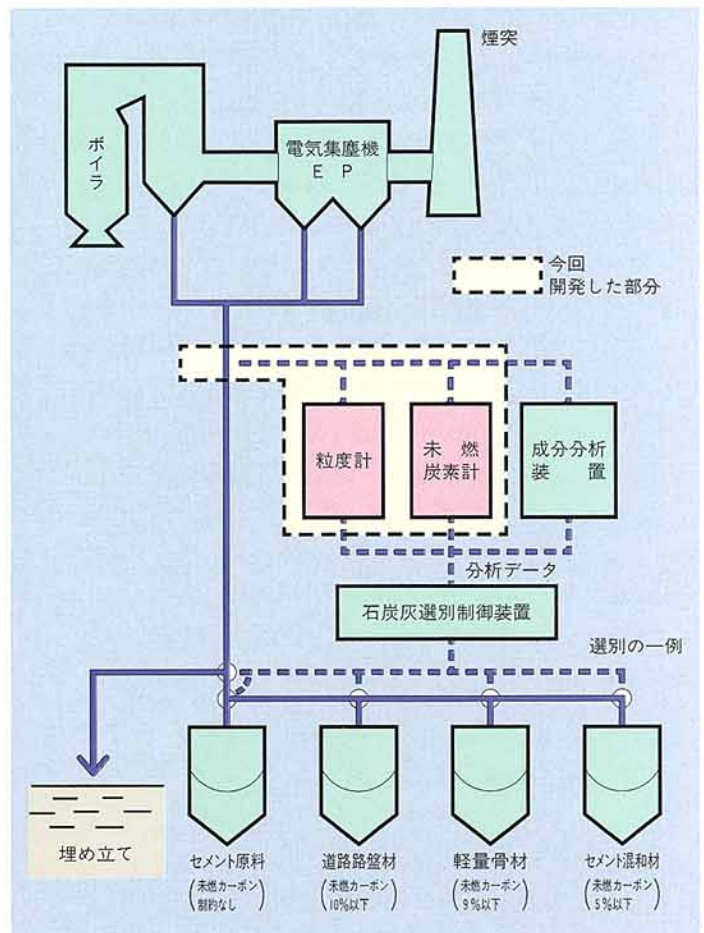 煙突
ボイラ
電気集塵機
E P
今回
開発した部分
粒度計
未燃
炭素計
成分分析
装置
分析データ
石炭灰選別制御装置
選別の一例
埋め立て
セメント原料
(未燃カーボン
制約なし)
道路路盤材
(未燃カーボン
10%以下)
軽量骨材
(未燃カーボン
9%以下)
セメント混和材
(未燃カーボン
5%以下)